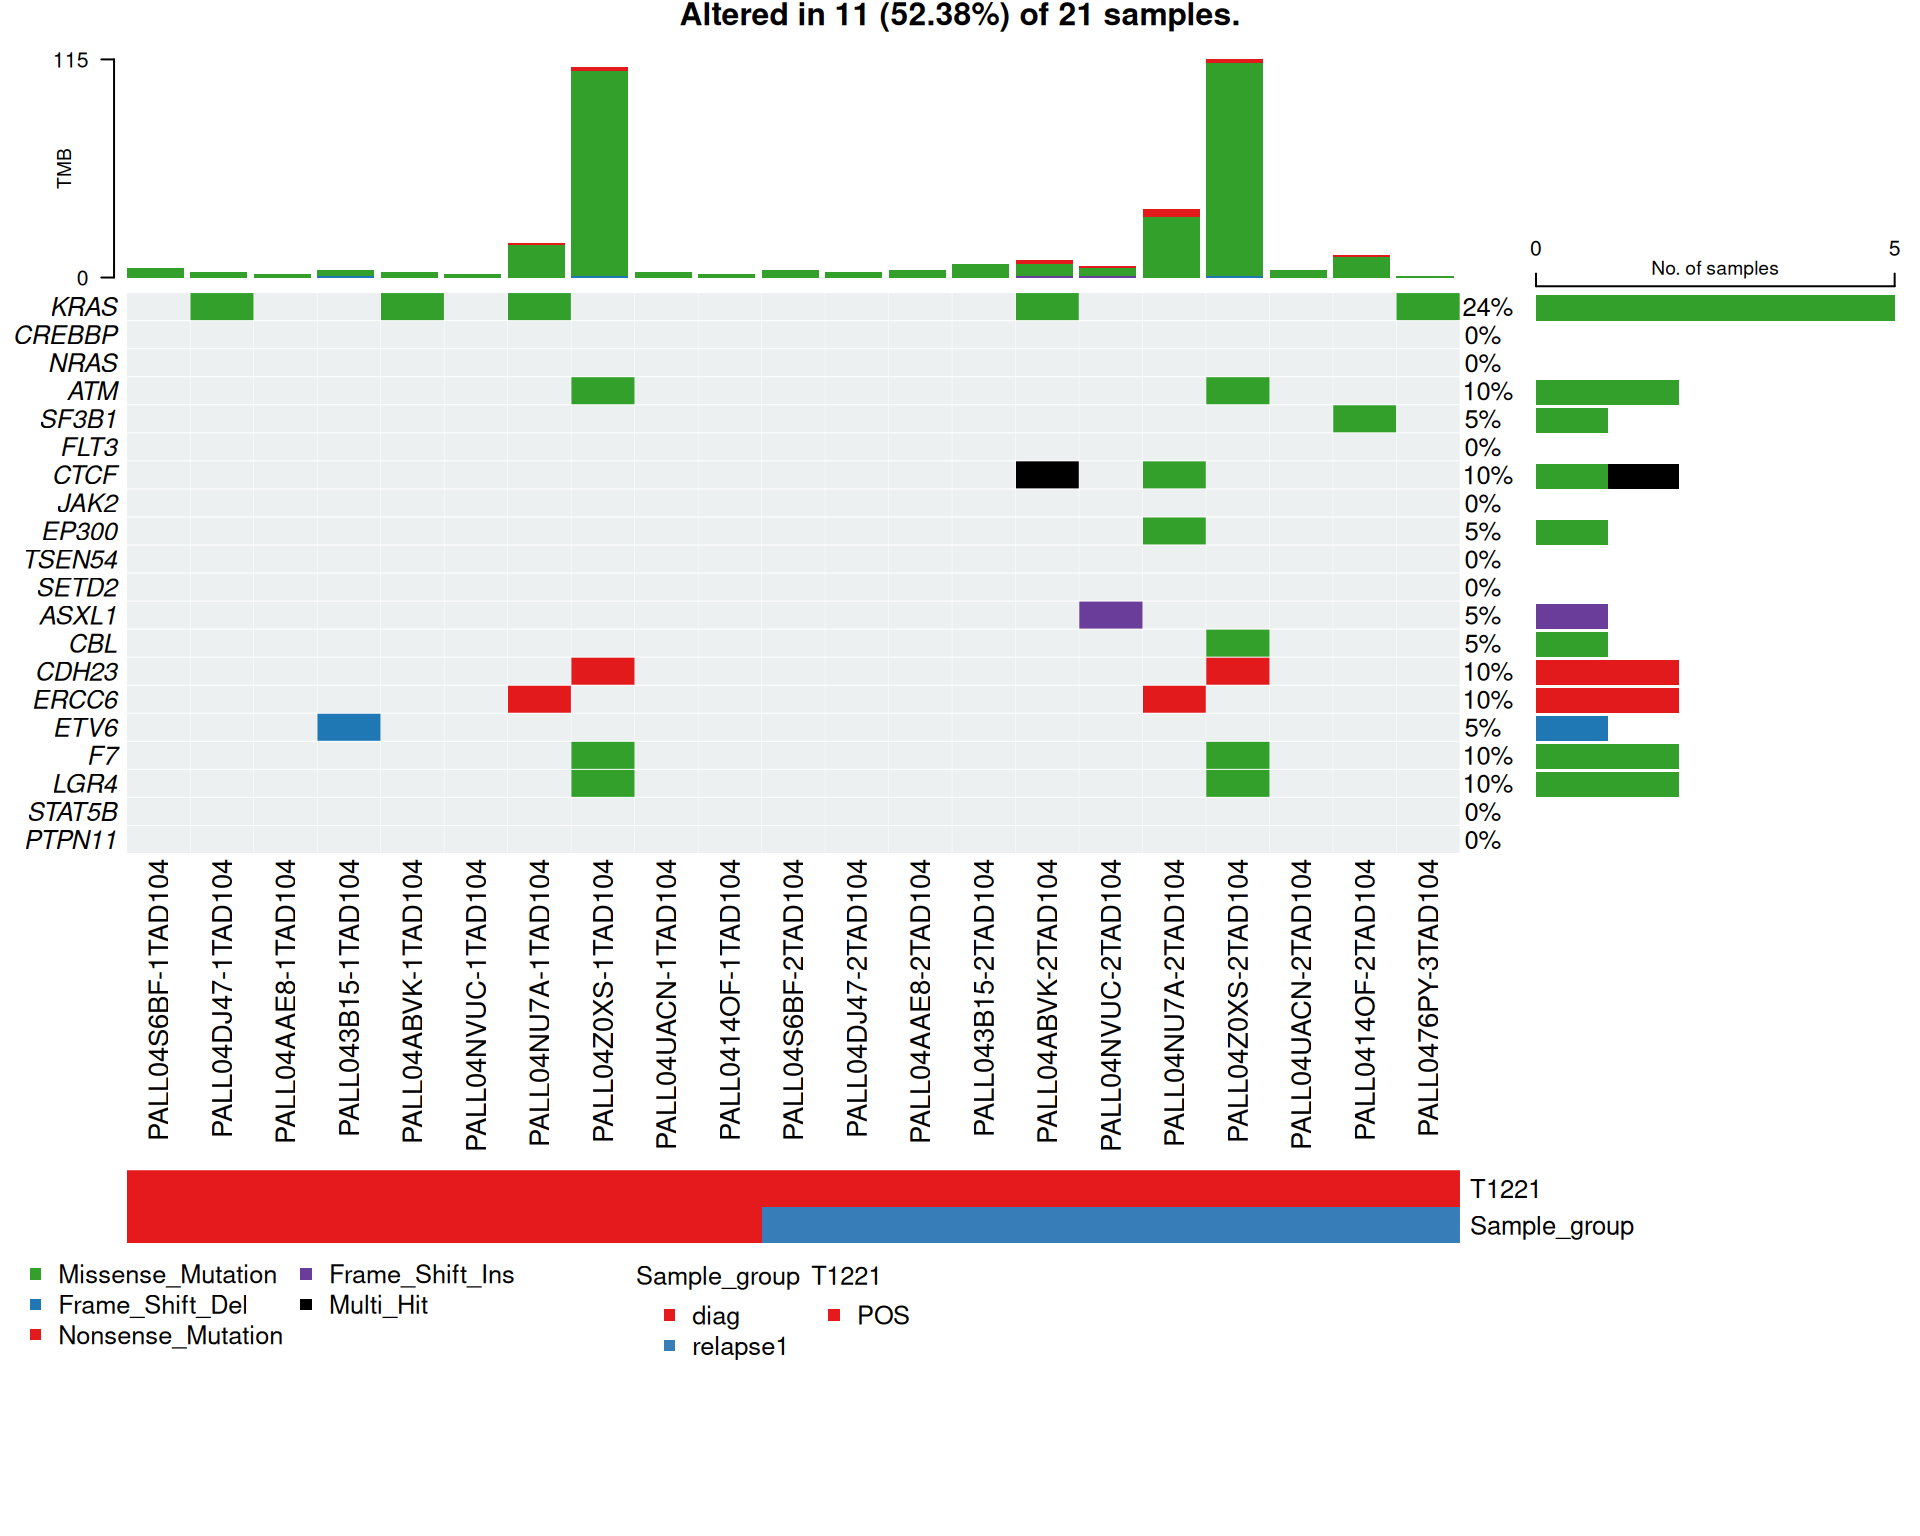 Altered in 11 (52.38%) of 21 samples.
115
TMB
0
0 5
No. of samples
KRAS 24%
CREBBP 0%
NRAS 0%
ATM 10%
SF3B1 5%
FLT3 0%
CTCF 10%
JAK2 0%
EP300 5%
TSEN54 0%
SETD2 0%
ASXL1 5%
CBL 5%
CDH23 10%
ERCC6 10%
ETV6 5%
F7 10%
LGR4 10%
STAT5B 0%
PTPN11 0%
PALL04S6BF-1TAD104
PALL04DJ47-1TAD104
PALL04AAE8-1TAD104
PALL043B15-1TAD104
PALL04ABVK-1TAD104
PALL04NVUC-1TAD104
PALL04NU7A-1TAD104
PALL04Z0XS-1TAD104
PALL04UACN-1TAD104
PALL0414OF-1TAD104
PALL04S6BF-2TAD104
PALL04DJ47-2TAD104
PALL04AAE8-2TAD104
PALL043B15-2TAD104
PALL04ABVK-2TAD104
PALL04NVUC-2TAD104
PALL04NU7A-2TAD104
PALL04Z0XS-2TAD104
PALL04UACN-2TAD104
PALL0414OF-2TAD104
PALL0476PY-3TAD104
T1221
Sample_group
Missense_Mutation Frame_Shift_Ins
Frame_Shift_Del Multi_Hit
Nonsense_Mutation
Sample_group T1221
diag POS
relapse1